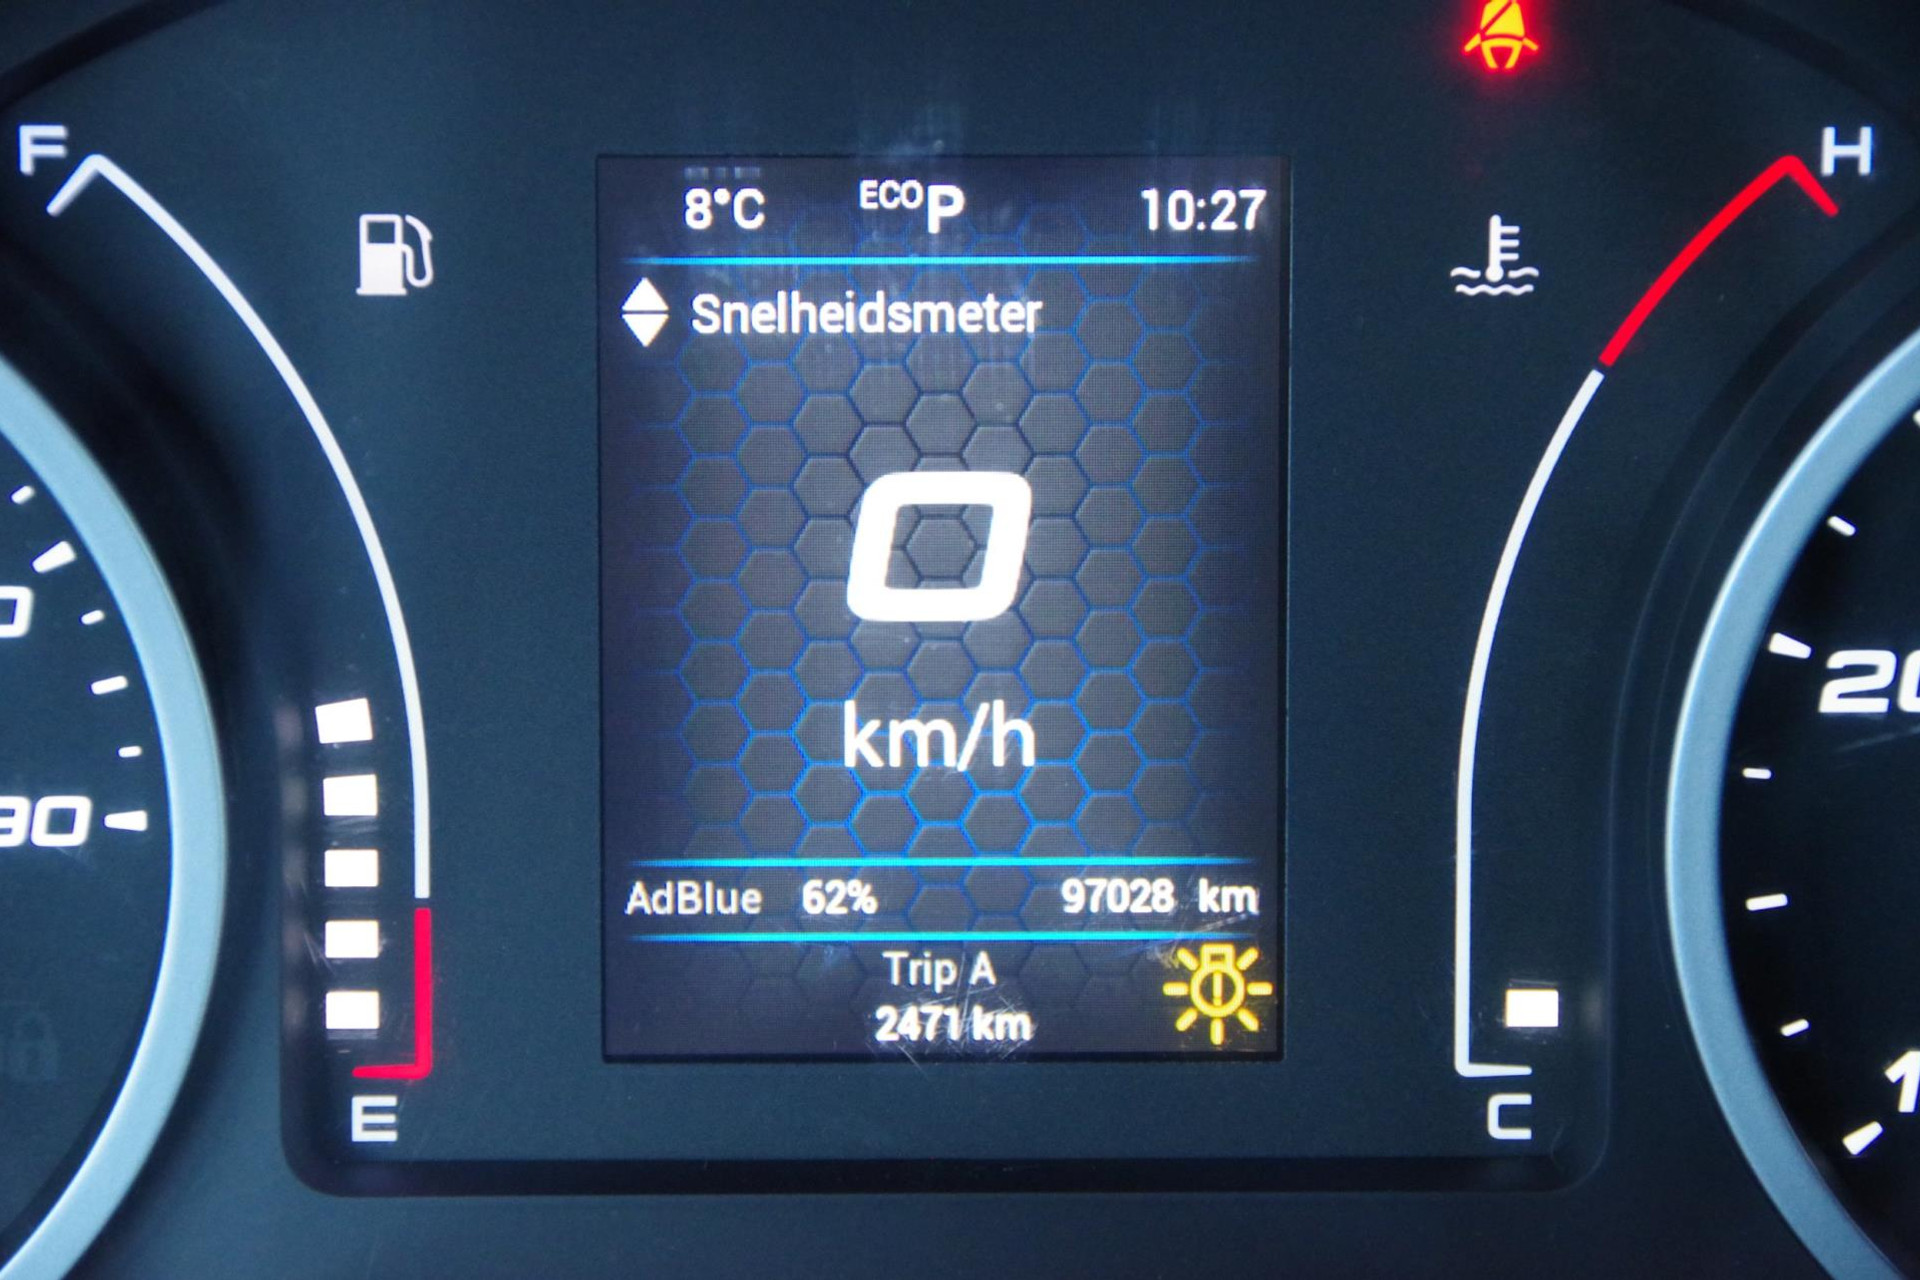 F
H
8°C ECO P 10:27
Snelheidsmeter
0
km/h
AdBlue 62% 97028 km
Trip A
2471 km
E
C